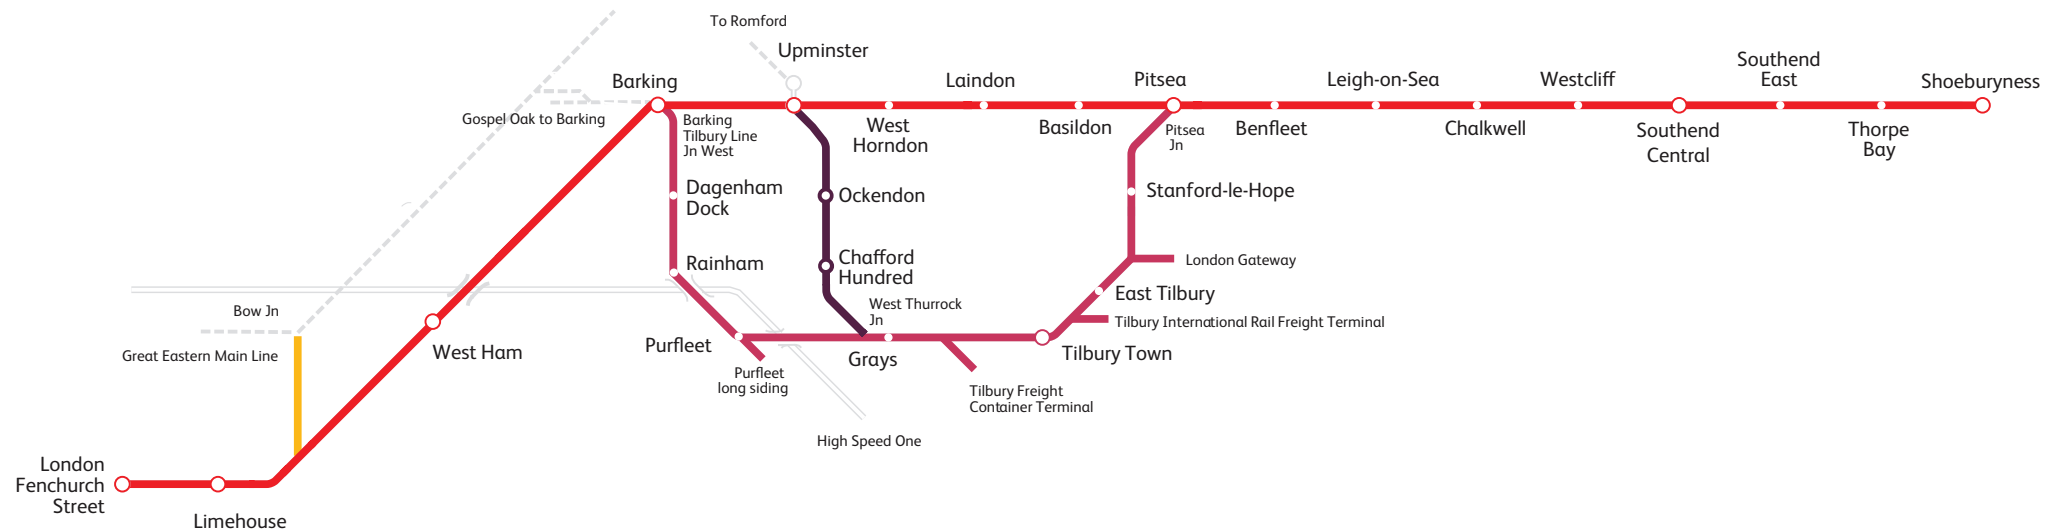 To Romford
Upminster
Barking
Laindon
Pitsea
Leigh-on-Sea
Westcliff
Southend
East
Shoeburyness
Gospel Oak to Barking
Barking
Tilbury Line
Jn West
West
Horndon
Basildon
Pitsea
Jn
Benfleet
Chalkwell
Southend
Central
Thorpe
Bay
Dagenham
Dock
Ockendon
Stanford-le-Hope
Rainham
Chafford
Hundred
London Gateway
East Tilbury
West Thurrock
Jn
Tilbury International Rail Freight Terminal
Bow Jn
Great Eastern Main Line
West Ham
Purfleet
Grays
Tilbury Town
Purfleet
long siding
Tilbury Freight
Container Terminal
High Speed One
London
Fenchurch
Street
Limehouse